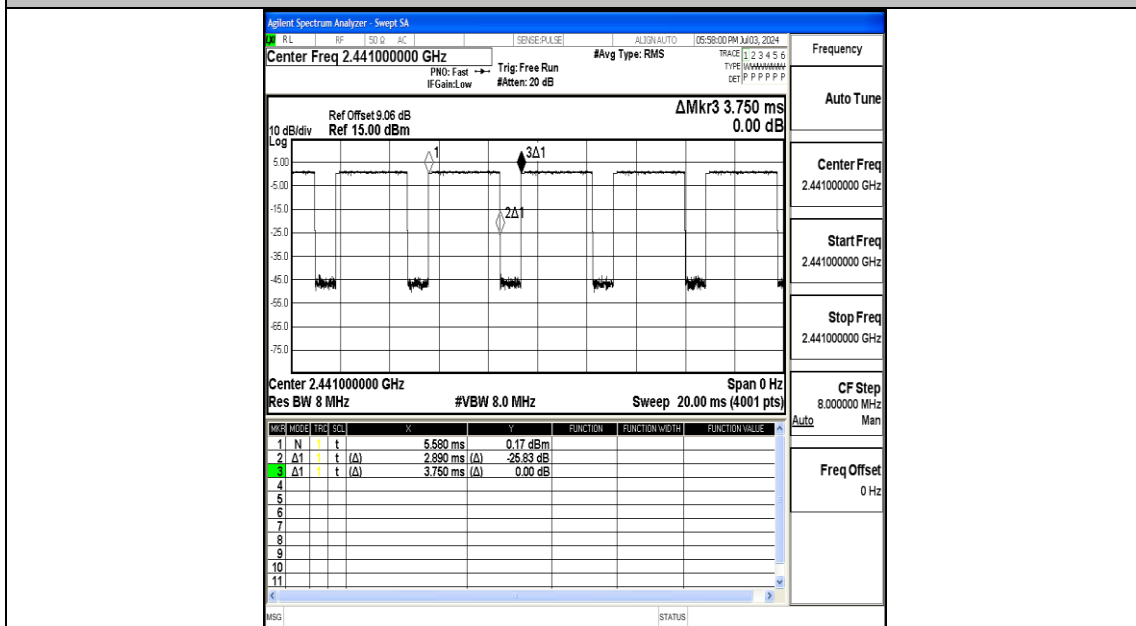 Agilent Spectrum Analyzer - Swept SA
LXI RL RF 50 Ω AC SENSE:PULSE ALIGN AUTO 05:58:00 PM Jul 03, 2024
Center Freq 2.441000000 GHz #Avg Type: RMS TRACE 1 2 3 4 5 6
PNO: Fast Trig: Free Run TYPE
IFGain:Low #Atten: 20 dB DET P P P P P P
Frequency
Auto Tune
ΔMkr3 3.750 ms
0.00 dB
Ref Offset 9.06 dB
10 dB/div Ref 15.00 dBm
Log
5.00
-5.00
-15.0
-25.0
-35.0
-45.0
-55.0
-65.0
-75.0
1
3Δ1
2Δ1
Center Freq
2.441000000 GHz
Start Freq
2.441000000 GHz
Stop Freq
2.441000000 GHz
Center 2.441000000 GHz Span 0 Hz
Res BW 8 MHz #VBW 8.0 MHz Sweep 20.00 ms (4001 pts)
CF Step
8.000000 MHz
Auto Man
Freq Offset
0 Hz
MKR MODE TRC SCL X Y FUNCTION FUNCTION WIDTH FUNCTION VALUE
1 N 1 t 5.580 ms 0.17 dBm
2 Δ1 1 t (Δ) 2.890 ms (Δ) -25.83 dB
3 Δ1 1 t (Δ) 3.750 ms (Δ) 0.00 dB
4
5
6
7
8
9
10
11
MSG STATUS